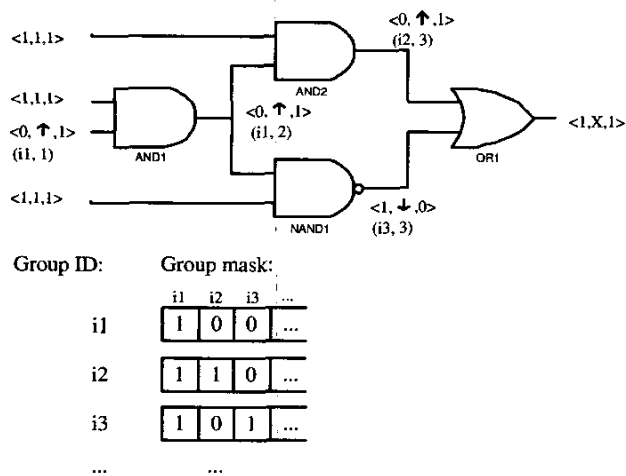 <0, ↑, 1>
(i2, 3)
<1,1,1>
AND2
<1,1,1>
<0, ↑, 1>
(i1, 1)
AND1
<0, ↑, 1>
(i1, 2)
<1,X,1>
OR1
<1,1,1>
NAND1
<1, ↓, 0>
(i3, 3)
Group ID: Group mask:
i1 i2 i3 ...
i1 1 0 0 ...
i2 1 1 0 ...
i3 1 0 1 ...
... ...